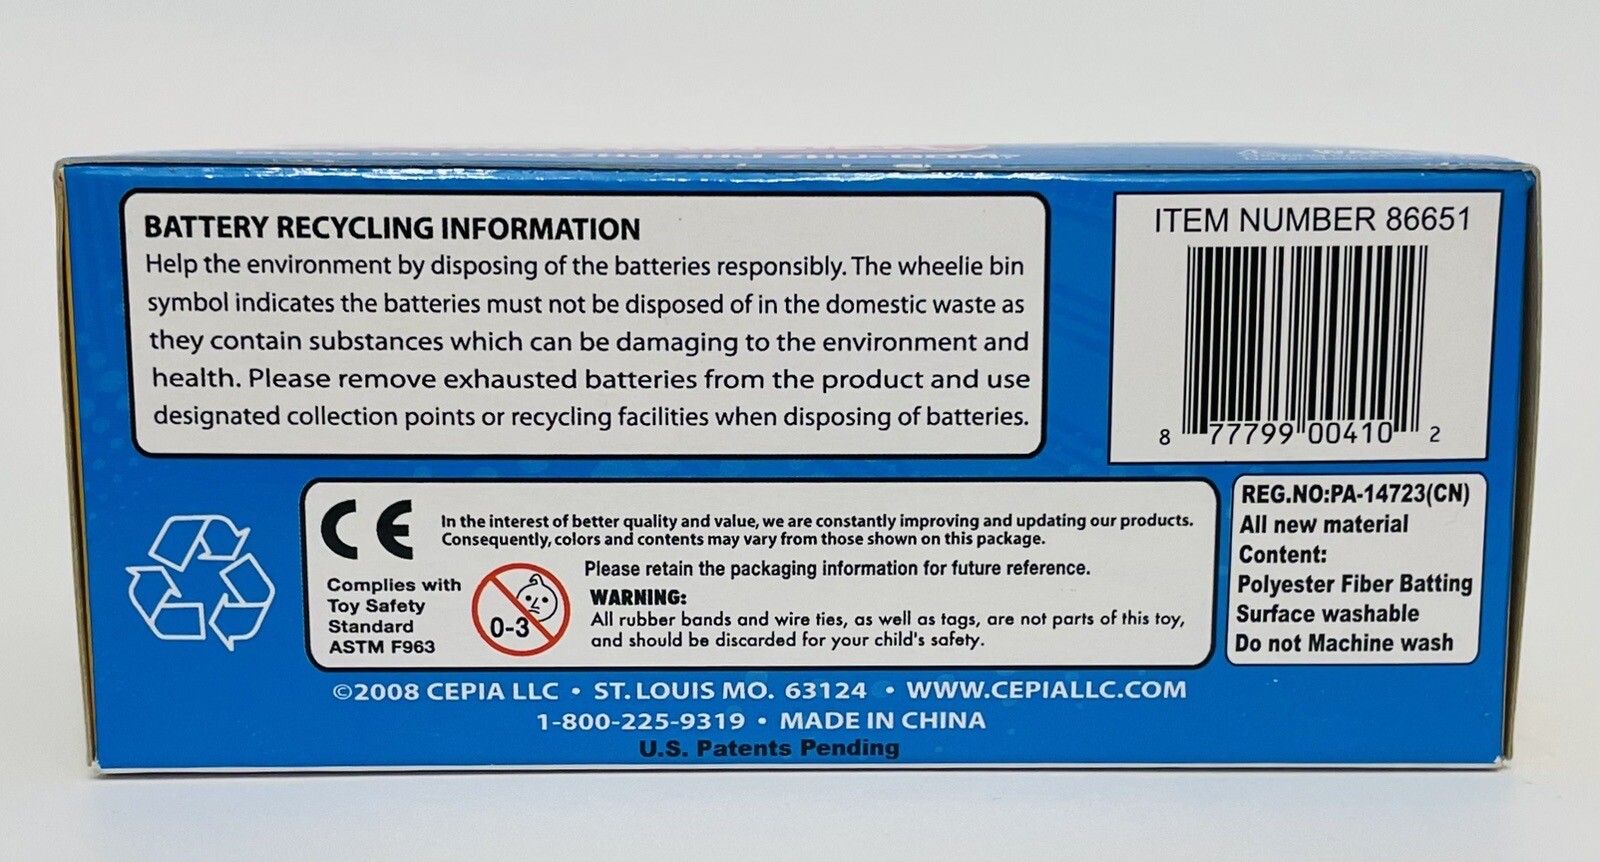 BATTERY RECYCLING INFORMATION
Help the environment by disposing of the batteries responsibly. The wheelie bin
symbol indicates the batteries must not be disposed of in the domestic waste as
they contain substances which can be damaging to the environment and
health. Please remove exhausted batteries from the product and use
designated collection points or recycling facilities when disposing of batteries.
ITEM NUMBER 86651
8 77799 00410 2
CE
In the interest of better quality and value, we are constantly improving and updating our products.
Consequently, colors and contents may vary from those shown on this package.
Please retain the packaging information for future reference.
Complies with
Toy Safety
Standard
ASTM F963
0-3
WARNING:
All rubber bands and wire ties, as well as tags, are not parts of this toy,
and should be discarded for your child's safety.
REG.NO:PA-14723(CN)
All new material
Content:
Polyester Fiber Batting
Surface washable
Do not Machine wash
©2008 CEPIA LLC • ST. LOUIS MO. 63124 • WWW.CEPIALLC.COM
1-800-225-9319 • MADE IN CHINA
U.S. Patents Pending